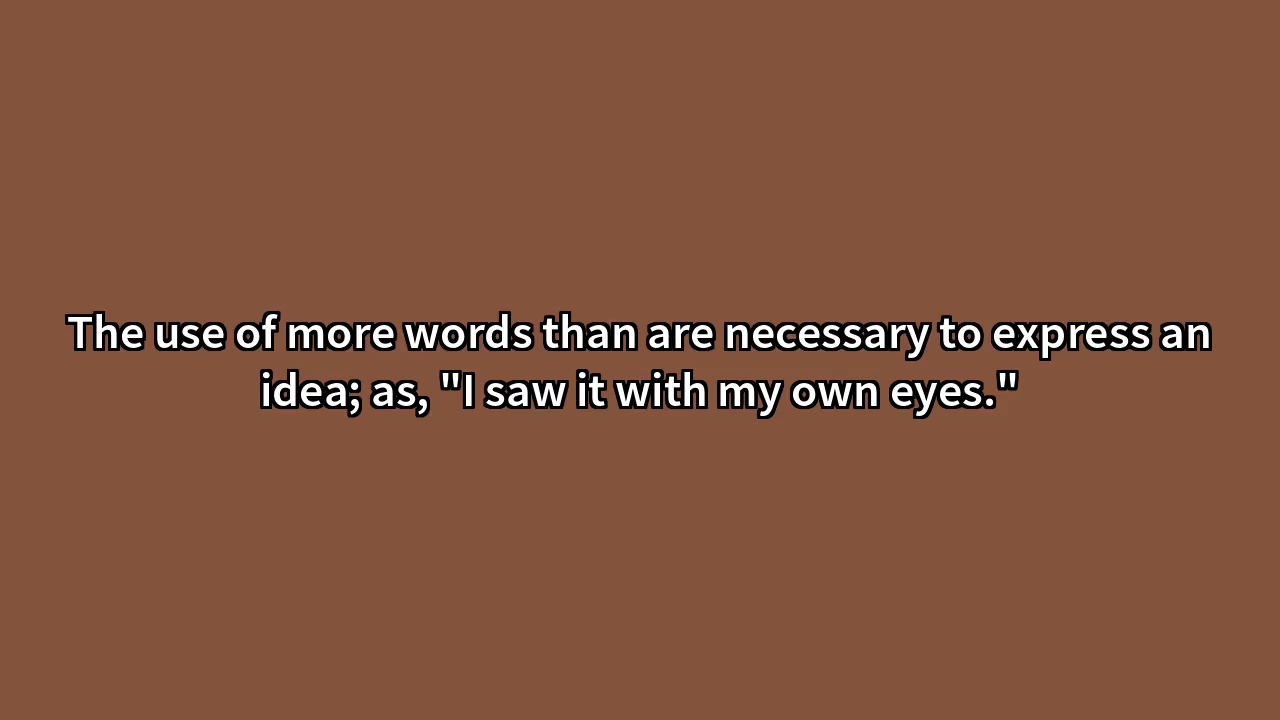 The use of more words than are necessary to express an
idea; as, "I saw it with my own eyes."